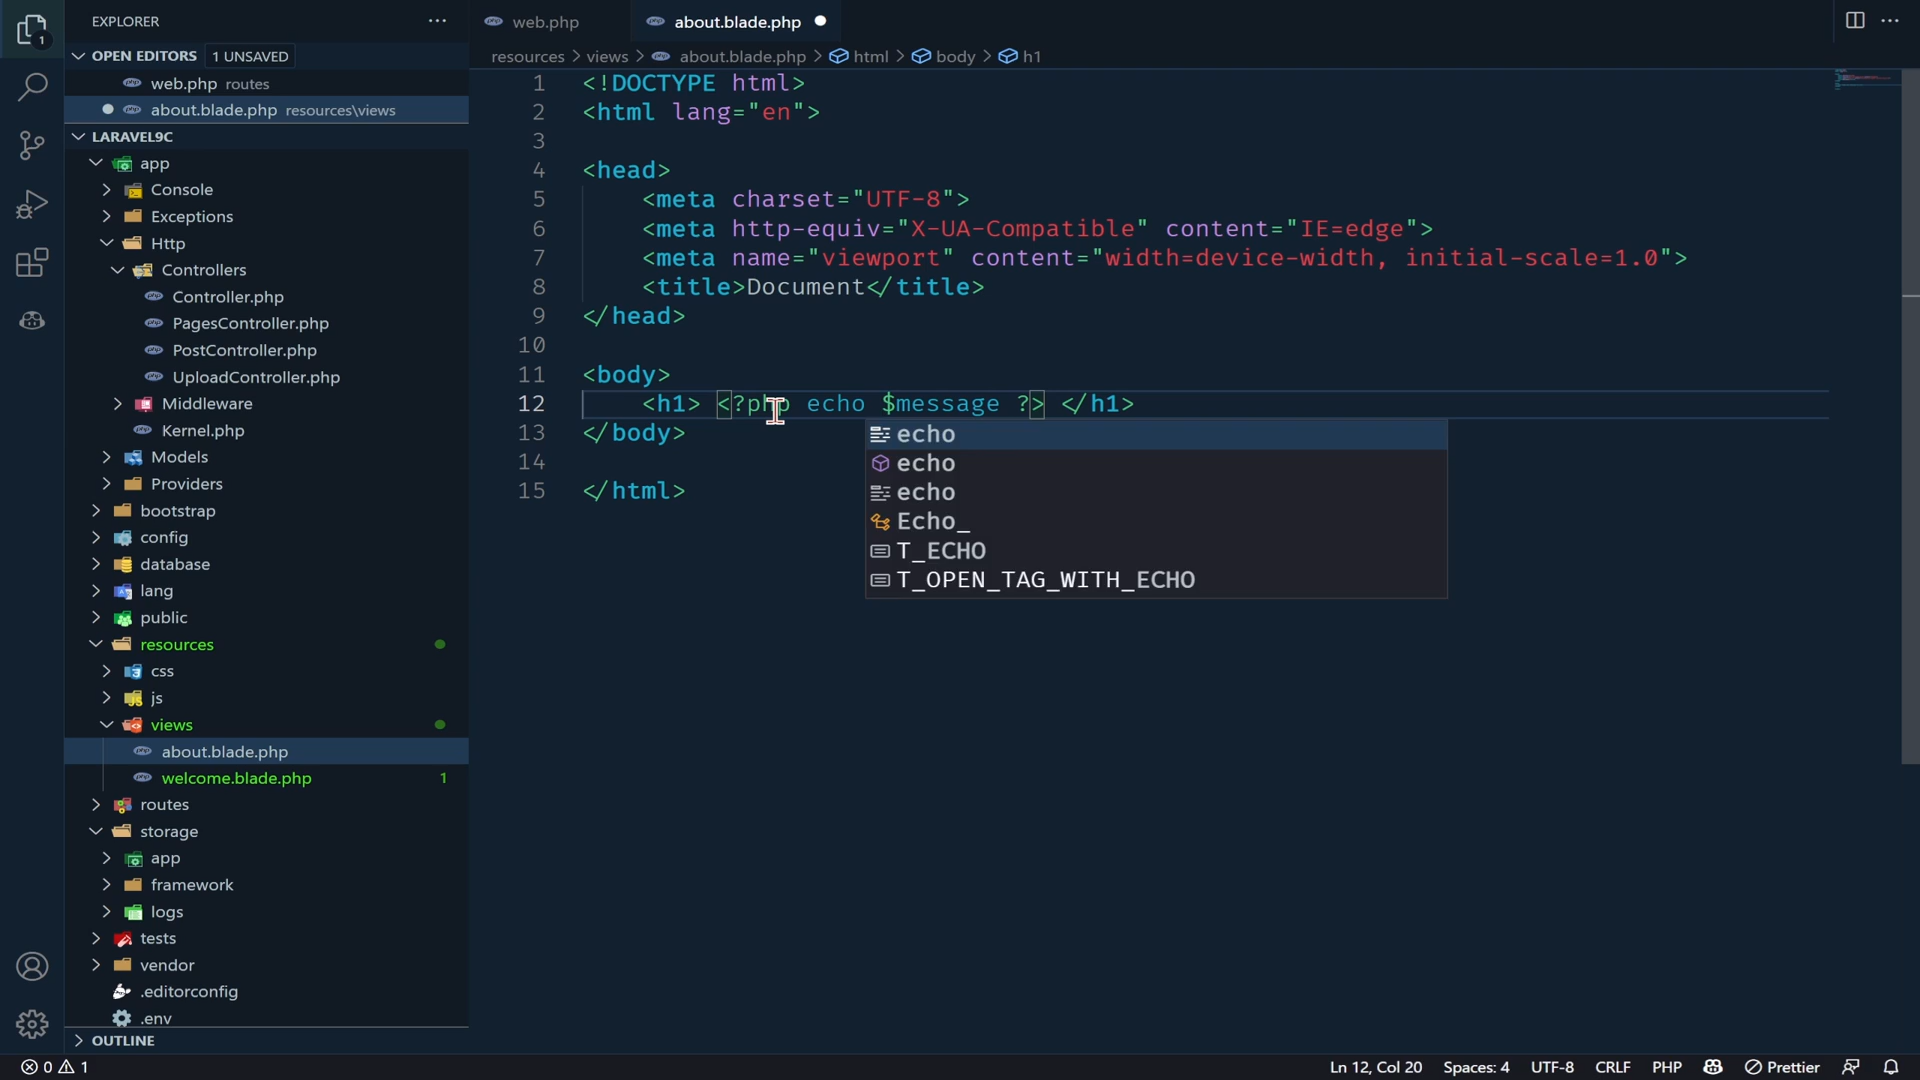 EXPLORER
OPEN EDITORS 1 UNSAVED
web.php routes
about.blade.php resources\views
LARAVEL9C
app
Console
Exceptions
Http
Controllers
Controller.php
PagesController.php
PostController.php
UploadController.php
Middleware
Kernel.php
Models
Providers
bootstrap
config
database
lang
public
resources
css
js
views
about.blade.php
welcome.blade.php 1
routes
storage
app
framework
logs
tests
vendor
.editorconfig
.env
OUTLINE
1
web.php about.blade.php
resources > views > about.blade.php > html > body > h1
1 <!DOCTYPE html>
2 <html lang="en">
3
4 <head>
5 <meta charset="UTF-8">
6 <meta http-equiv="X-UA-Compatible" content="IE=edge">
7 <meta name="viewport" content="width=device-width, initial-scale=1.0">
8 <title>Document</title>
9 </head>
10
11 <body>
12 <h1> <?php echo $message ?> </h1>
13 </body>
14
15 </html>
echo
echo
echo
Echo_
T_ECHO
T_OPEN_TAG_WITH_ECHO
0 1 Ln 12, Col 20 Spaces: 4 UTF-8 CRLF PHP Prettier